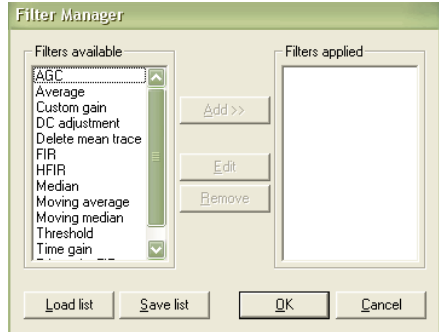 Filter Manager
Filters available
AGC
Average
Custom gain
DC adjustment
Delete mean trace
FIR
HFIR
Median
Moving average
Moving median
Threshold
Time gain
Add >>
Edit
Remove
Filters applied
Load list
Save list
OK
Cancel